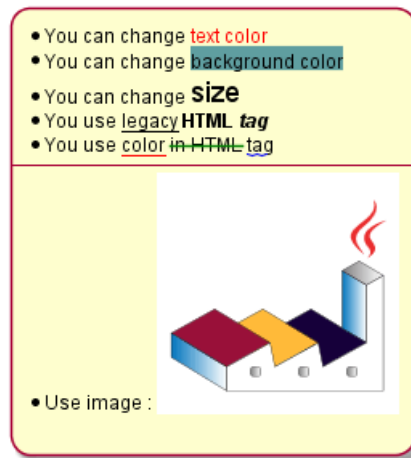 • You can change text color
• You can change background color
• You can change size
• You use legacy HTML tag
• You use color in HTML tag
• Use image :